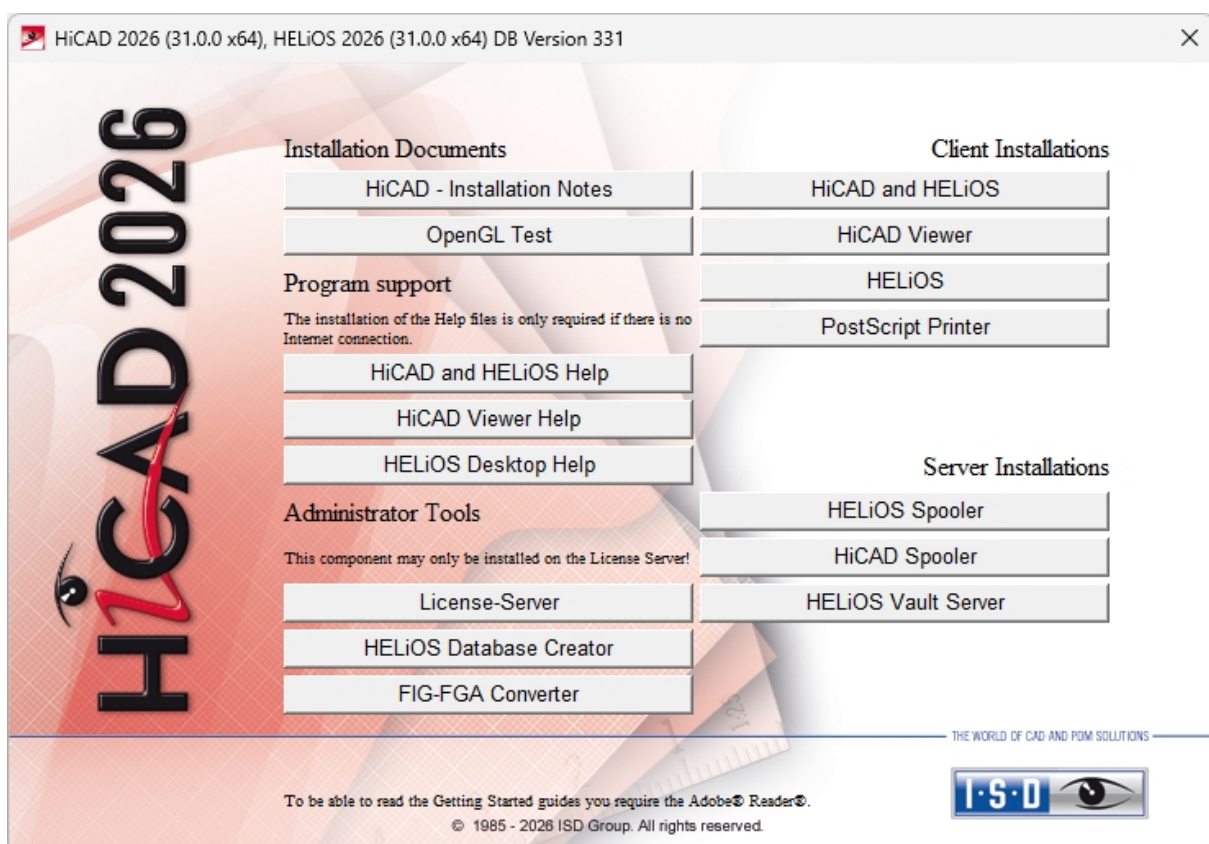 HiCAD 2026 (31.0.0 x64), HELiOS 2026 (31.0.0 x64) DB Version 331
HiCAD 2026
Installation Documents
HiCAD - Installation Notes
OpenGL Test
Program support
The installation of the Help files is only required if there is no
Internet connection.
HiCAD and HELiOS Help
HiCAD Viewer Help
HELiOS Desktop Help
Administrator Tools
This component may only be installed on the License Server!
License-Server
HELiOS Database Creator
FIG-FGA Converter
Client Installations
HiCAD and HELiOS
HiCAD Viewer
HELiOS
PostScript Printer
Server Installations
HELiOS Spooler
HiCAD Spooler
HELiOS Vault Server
THE WORLD OF CAD AND PDM SOLUTIONS
I·S·D
To be able to read the Getting Started guides you require the Adobe® Reader®.
© 1985 - 2026 ISD Group. All rights reserved.